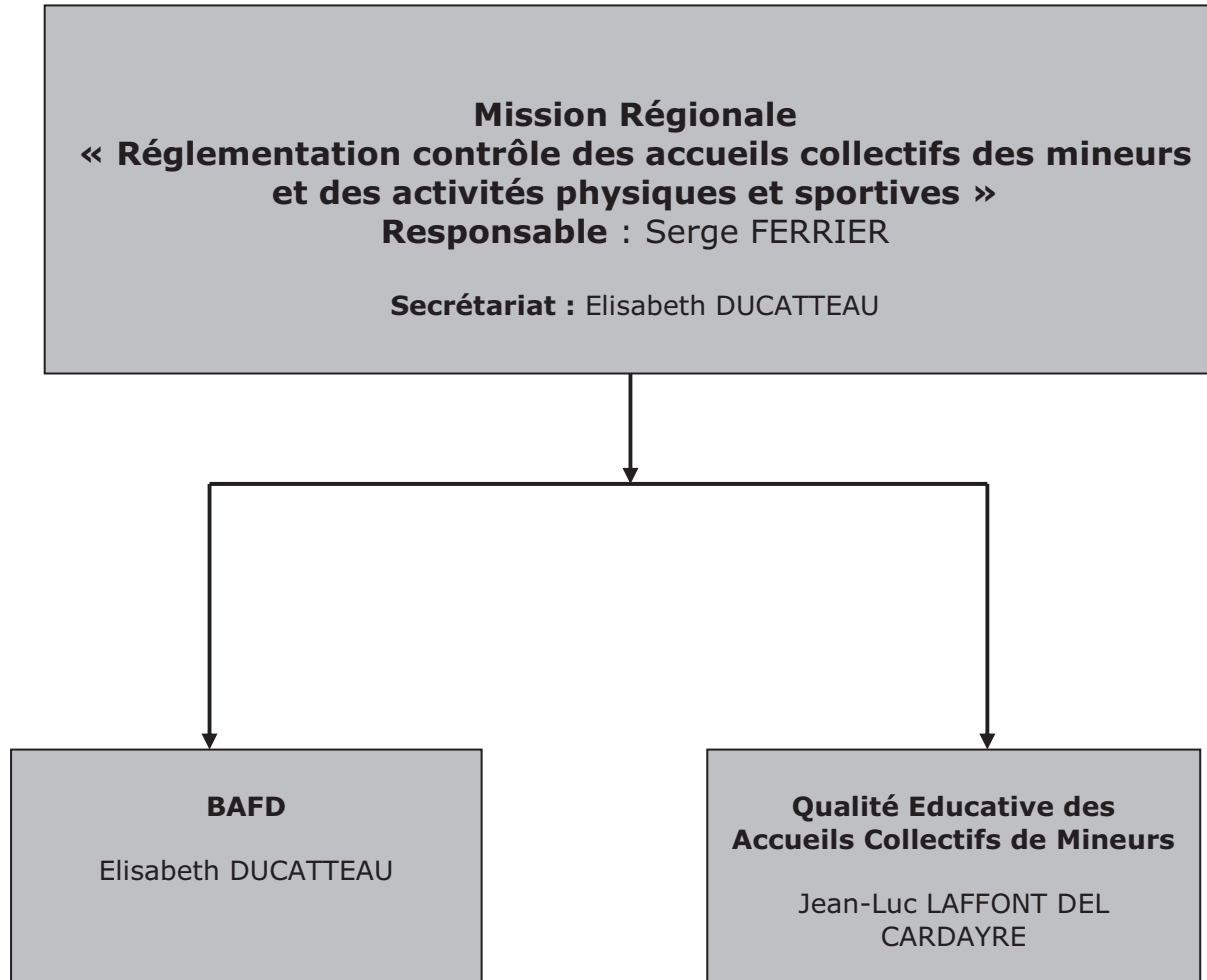 Mission Régionale
« Réglementation contrôle des accueils collectifs des mineurs
et des activités physiques et sportives »
Responsable : Serge FERRIER
Secrétariat : Elisabeth DUCATTEAU
BAFD
Elisabeth DUCATTEAU
Qualité Educative des
Accueils Collectifs de Mineurs
Jean-Luc LAFFONT DEL
CARDAYRE